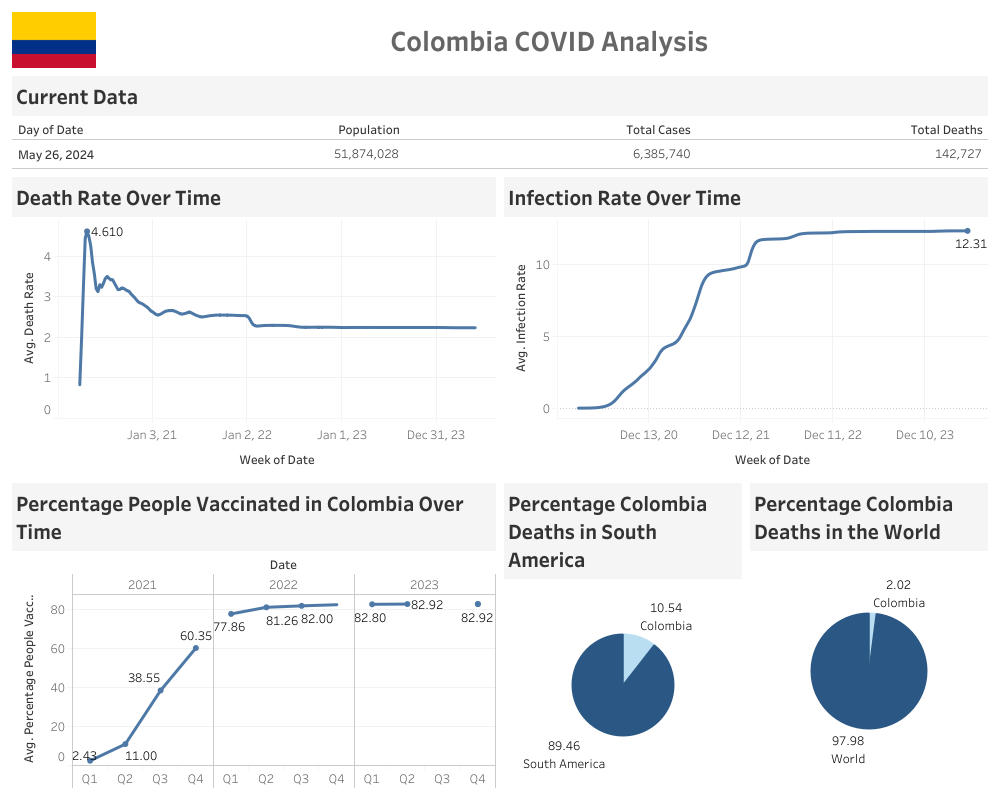 Colombia COVID Analysis
Current Data
Day of Date Population Total Cases Total Deaths
May 26, 2024 51,874,028 6,385,740 142,727
Death Rate Over Time
4.610
4
3
2
1
0
Avg. Death Rate
Jan 3, 21 Jan 2, 22 Jan 1, 23 Dec 31, 23
Week of Date
Infection Rate Over Time
12.31
10
5
0
Avg. Infection Rate
Dec 13, 20 Dec 12, 21 Dec 11, 22 Dec 10, 23
Week of Date
Percentage People Vaccinated in Colombia Over
Time
Date
2021 2022 2023
Avg. Percentage People Vacc..
80
60
40
20
0
2.43 11.00 38.55 60.35 77.86 81.26 82.00 82.80 82.92 82.92
Q1 Q2 Q3 Q4 Q1 Q2 Q3 Q4 Q1 Q2 Q3 Q4
Percentage Colombia
Deaths in South
America
10.54
Colombia
89.46
South America
Percentage Colombia
Deaths in the World
2.02
Colombia
97.98
World